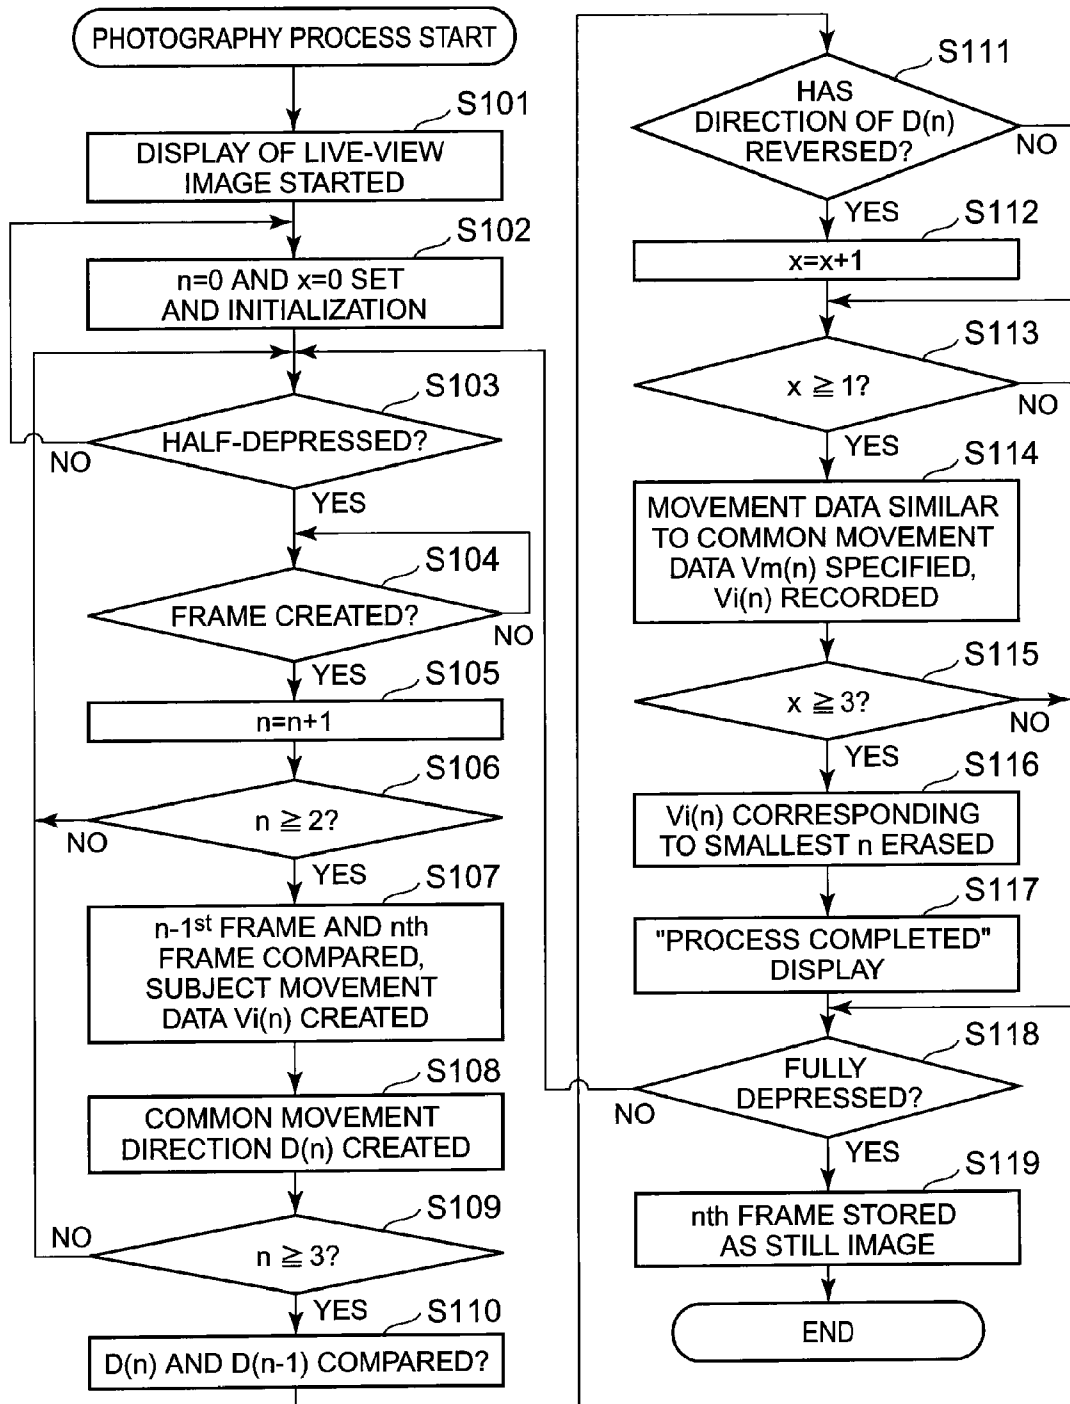 PHOTOGRAPHY PROCESS START
S101
DISPLAY OF LIVE-VIEW
IMAGE STARTED
S102
n=0 AND x=0 SET
AND INITIALIZATION
S103
HALF-DEPRESSED?
NO
YES
S104
FRAME CREATED?
NO
YES
S105
n=n+1
S106
n ≧ 2?
NO
YES
S107
n-1st FRAME AND nth
FRAME COMPARED,
SUBJECT MOVEMENT
DATA Vi(n) CREATED
S108
COMMON MOVEMENT
DIRECTION D(n) CREATED
S109
NO
n ≧ 3?
YES
S110
D(n) AND D(n-1) COMPARED?
S111
HAS
DIRECTION OF D(n)
REVERSED?
NO
YES
S112
x=x+1
S113
x ≧ 1?
NO
YES
S114
MOVEMENT DATA SIMILAR
TO COMMON MOVEMENT
DATA Vm(n) SPECIFIED,
Vi(n) RECORDED
S115
x ≧ 3?
NO
YES
S116
Vi(n) CORRESPONDING
TO SMALLEST n ERASED
S117
"PROCESS COMPLETED"
DISPLAY
S118
FULLY
DEPRESSED?
NO
YES
S119
nth FRAME STORED
AS STILL IMAGE
END